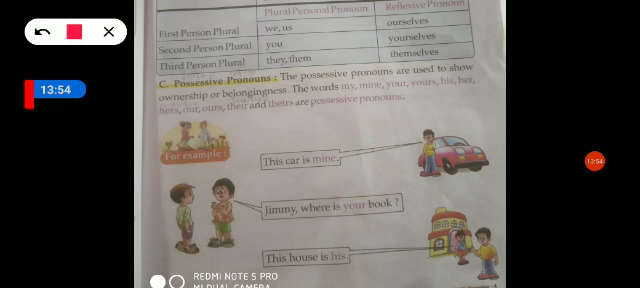 Plural Personal Pronoun Reflexive Pronoun
First Person Plural we, us ourselves
Second Person Plural you yourselves
Third Person Plural they, them themselves
C. Possessive Pronouns : The possessive pronouns are used to show
ownership or belongingness. The words my, mine, your, yours, his, her,
hers, our, ours, their and theirs are possessive pronouns.
For example :
This car is mine.
Jimmy, where is your book ?
This house is his.
13:54
13:54
REDMI NOTE 5 PRO
MI DUAL CAMERA